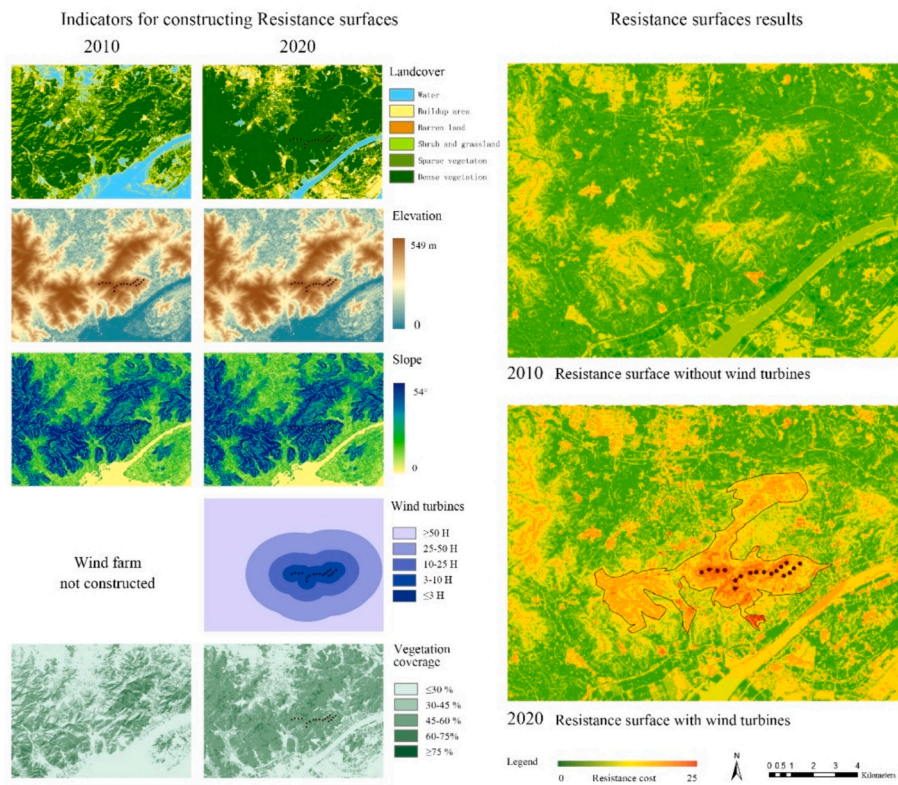 Indicators for constructing Resistance surfaces
2010
2020
Landcover
Water
Buildup area
Barren land
Shrub and grassland
Sparse vegetaton
Dense vegetation
Elevation
549 m
0
Slope
54°
0
Wind farm
not constructed
Wind turbines
≥50 H
25-50 H
10-25 H
3-10 H
≤3 H
Vegetation
coverage
≤30 %
30-45 %
45-60 %
60-75%
≥75 %
Resistance surfaces results
2010 Resistance surface without wind turbines
2020 Resistance surface with wind turbines
Legend
0
Resistance cost
25
N
0 0.5 1 2 3 4
Kilometers